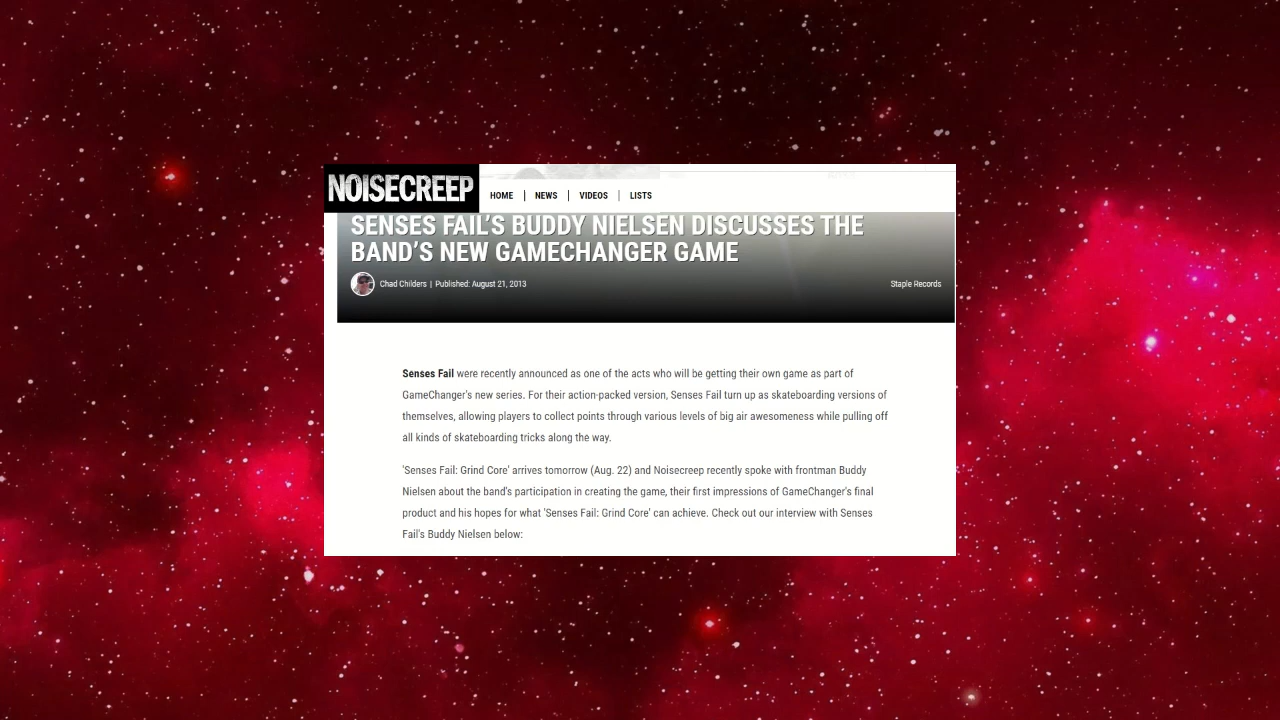 NOISECREEP
HOME | NEWS | VIDEOS | LISTS
SENSES FAIL'S BUDDY NIELSEN DISCUSSES THE
BAND'S NEW GAMECHANGER GAME
Chad Childers | Published: August 21, 2013
Staple Records
Senses Fail were recently announced as one of the acts who will be getting their own game as part of
GameChanger's new series. For their action-packed version, Senses Fail turn up as skateboarding versions of
themselves, allowing players to collect points through various levels of big air awesomeness while pulling off
all kinds of skateboarding tricks along the way.
'Senses Fail: Grind Core' arrives tomorrow (Aug. 22) and Noisecreep recently spoke with frontman Buddy
Nielsen about the band's participation in creating the game, their first impressions of GameChanger's final
product and his hopes for what 'Senses Fail: Grind Core' can achieve. Check out our interview with Senses
Fail's Buddy Nielsen below: